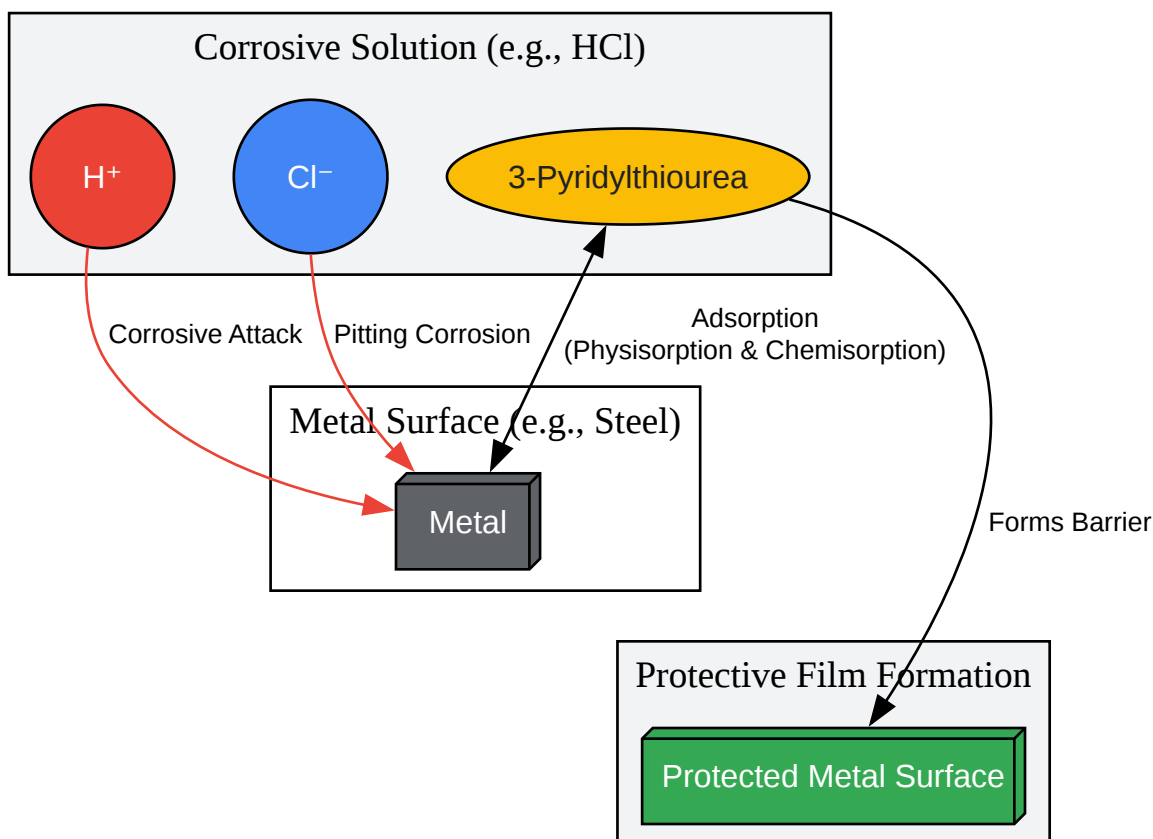 Corrosive Solution (e.g., HCl)
H⁺
Cl⁻
3-Pyridylthiourea
Corrosive Attack
Pitting Corrosion
Adsorption
(Physisorption & Chemisorption)
Metal Surface (e.g., Steel)
Metal
Forms Barrier
Protective Film Formation
Protected Metal Surface